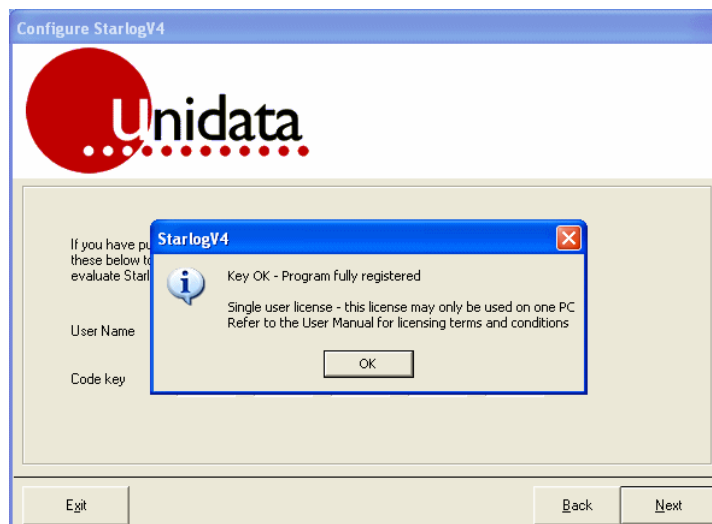 Configure StarlogV4
unidata
If you have pu
these below to
evaluate Starl
StarlogV4
Key OK - Program fully registered
Single user license - this license may only be used on one PC
Refer to the User Manual for licensing terms and conditions
OK
User Name
Code key
Exit
Back
Next